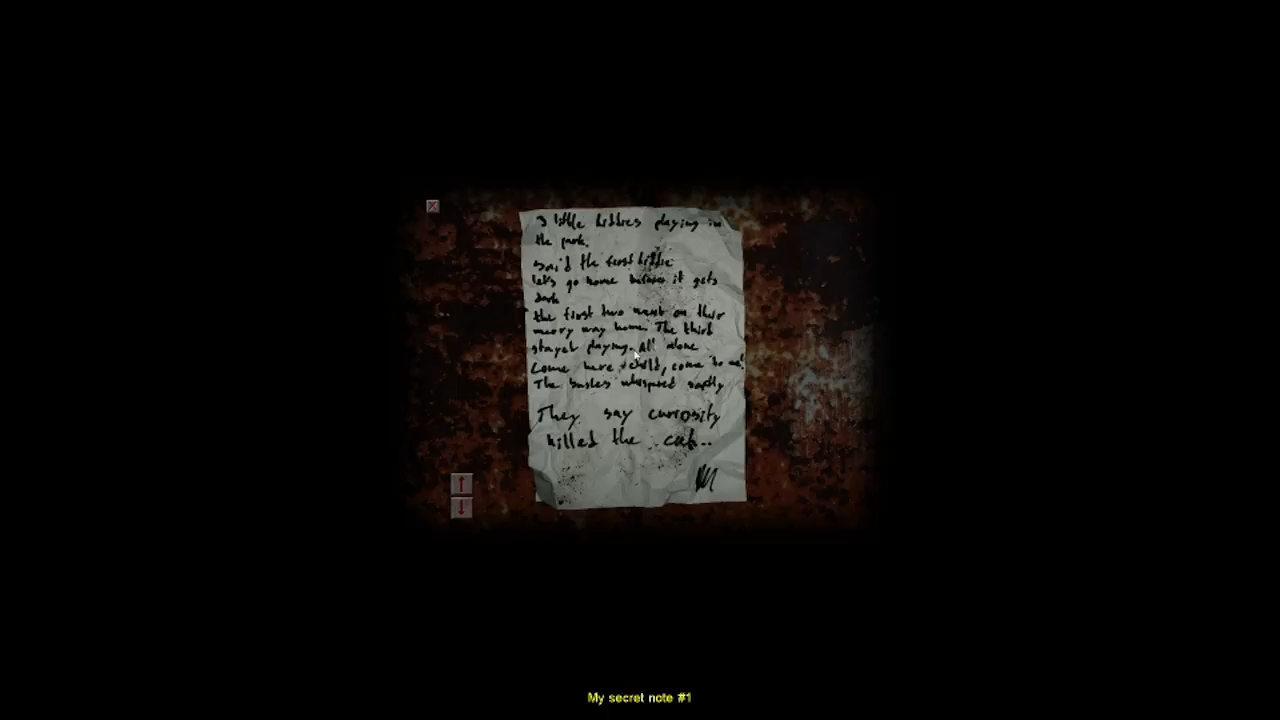 3 little kiddies playing in
the park.
Said the first kiddie
let's go home before it gets
dark
the first two went on their
merry way home. The third
stayed playing. All alone
Come here child, come to me!
The bushes whispered softly
They say curiosity
killed the cat..
My secret note #1